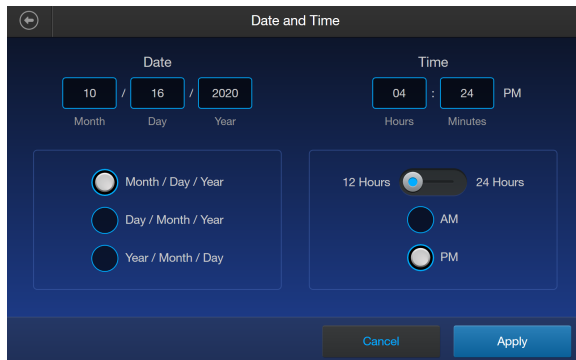 Date and Time
Date
10 / 16 / 2020
Month Day Year
Time
04 : 24 PM
Hours Minutes
Month / Day / Year
Day / Month / Year
Year / Month / Day
12 Hours 24 Hours
AM
PM
Cancel Apply